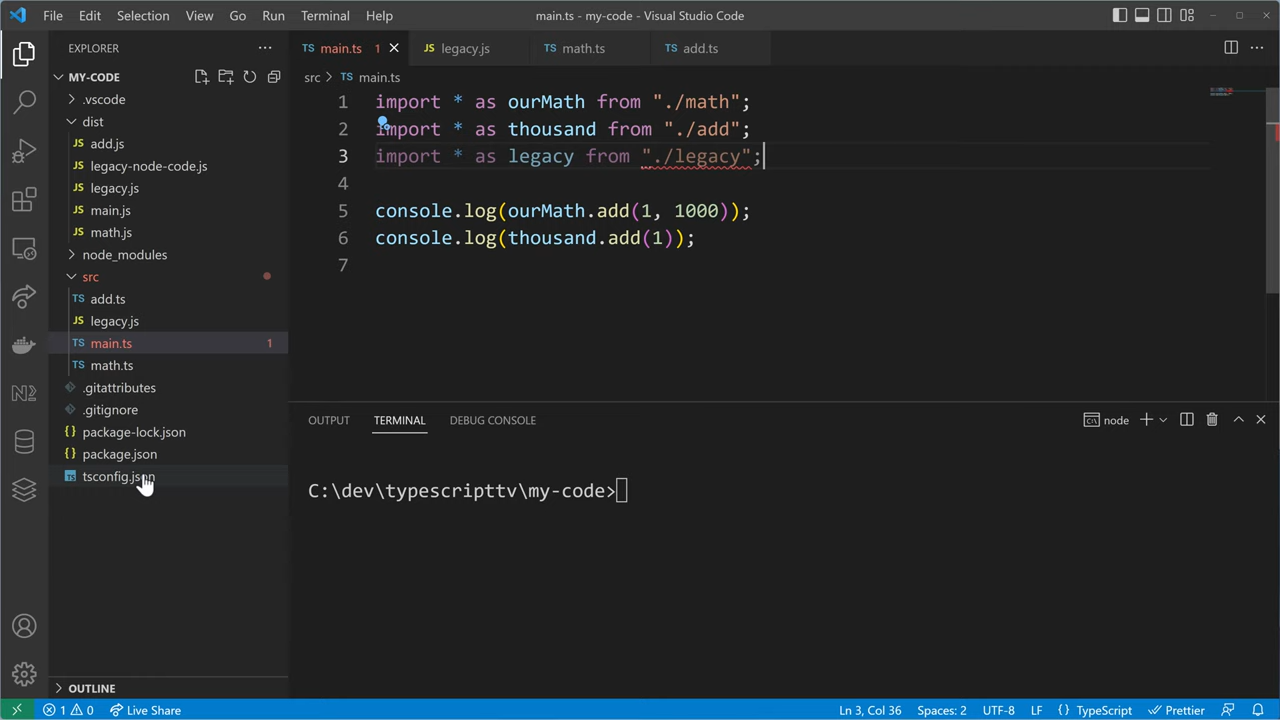 File Edit Selection View Go Run Terminal Help main.ts - my-code - Visual Studio Code
EXPLORER
MY-CODE
.vscode
dist
add.js
legacy-node-code.js
legacy.js
main.js
math.js
node_modules
src
TS add.ts
JS legacy.js
TS main.ts 1
TS math.ts
.gitattributes
.gitignore
{} package-lock.json
{} package.json
TS tsconfig.json
OUTLINE
TS main.ts 1 JS legacy.js TS math.ts TS add.ts
src TS main.ts
1 import * as ourMath from "./math";
2 import * as thousand from "./add";
3 import * as legacy from "./legacy";
4
5 console.log(ourMath.add(1, 1000));
6 console.log(thousand.add(1));
7
OUTPUT TERMINAL DEBUG CONSOLE node
C:\dev\typescripttv\my-code>
1 0 Live Share Ln 3, Col 36 Spaces: 2 UTF-8 LF {} TypeScript Prettier